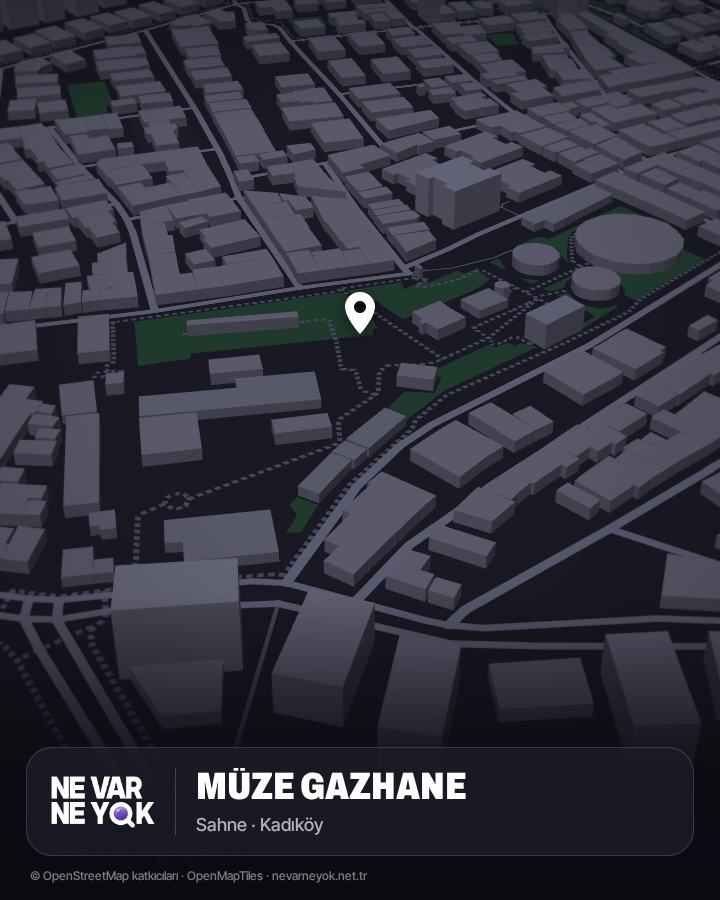 NE VAR
NE YOK
MÜZE GAZHANE
Sahne · Kadıköy
© OpenStreetMap katkıcıları · OpenMapTiles · nevarneyok.net.tr